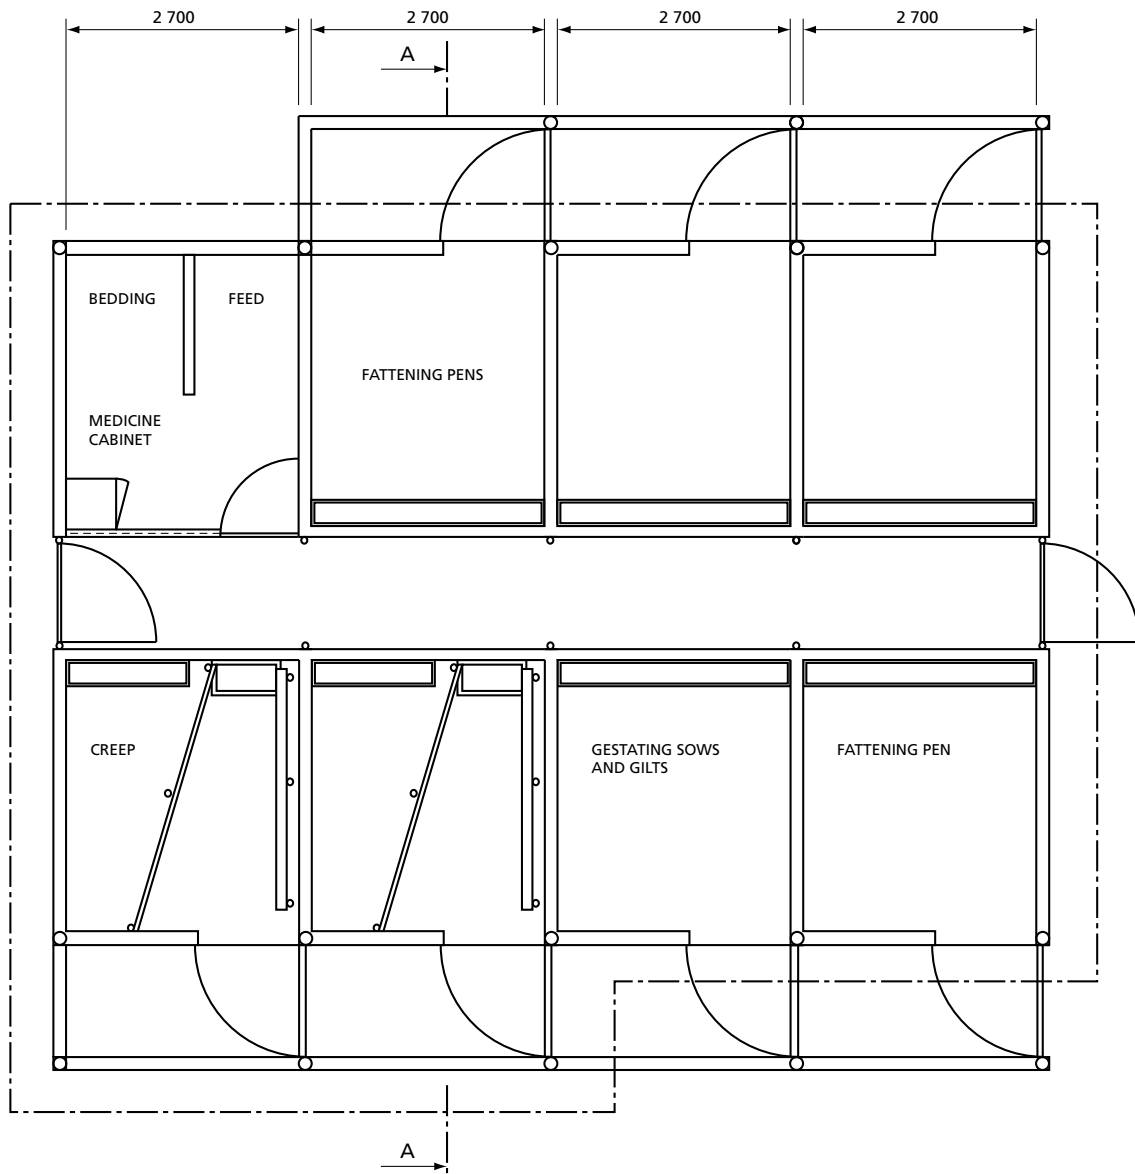 2 700
2 700
2 700
2 700
A
BEDDING
FEED
FATTENING PENS
MEDICINE
CABINET
CREEP
GESTATING SOWS
AND GILTS
FATTENING PEN
A